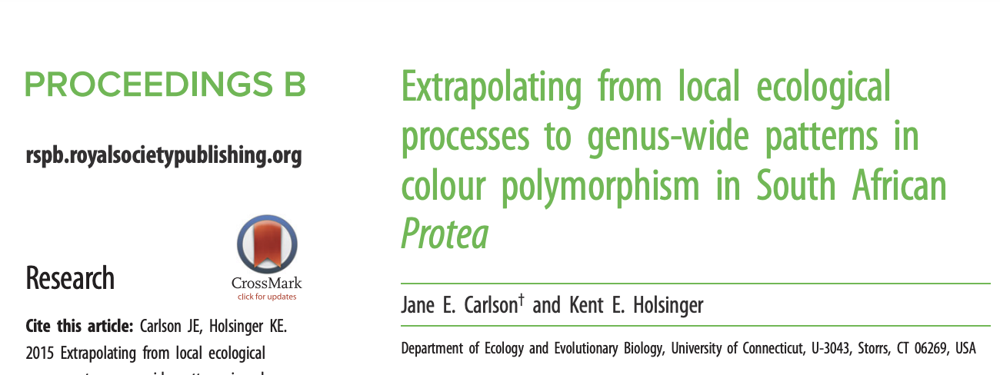 PROCEEDINGS B
rspb.royalsocietypublishing.org
CrossMark
click for updates
Research
Cite this article: Carlson JE, Holsinger KE.
2015 Extrapolating from local ecological
Extrapolating from local ecological
processes to genus-wide patterns in
colour polymorphism in South African
Protea
Jane E. Carlson† and Kent E. Holsinger
Department of Ecology and Evolutionary Biology, University of Connecticut, U-3043, Storrs, CT 06269, USA